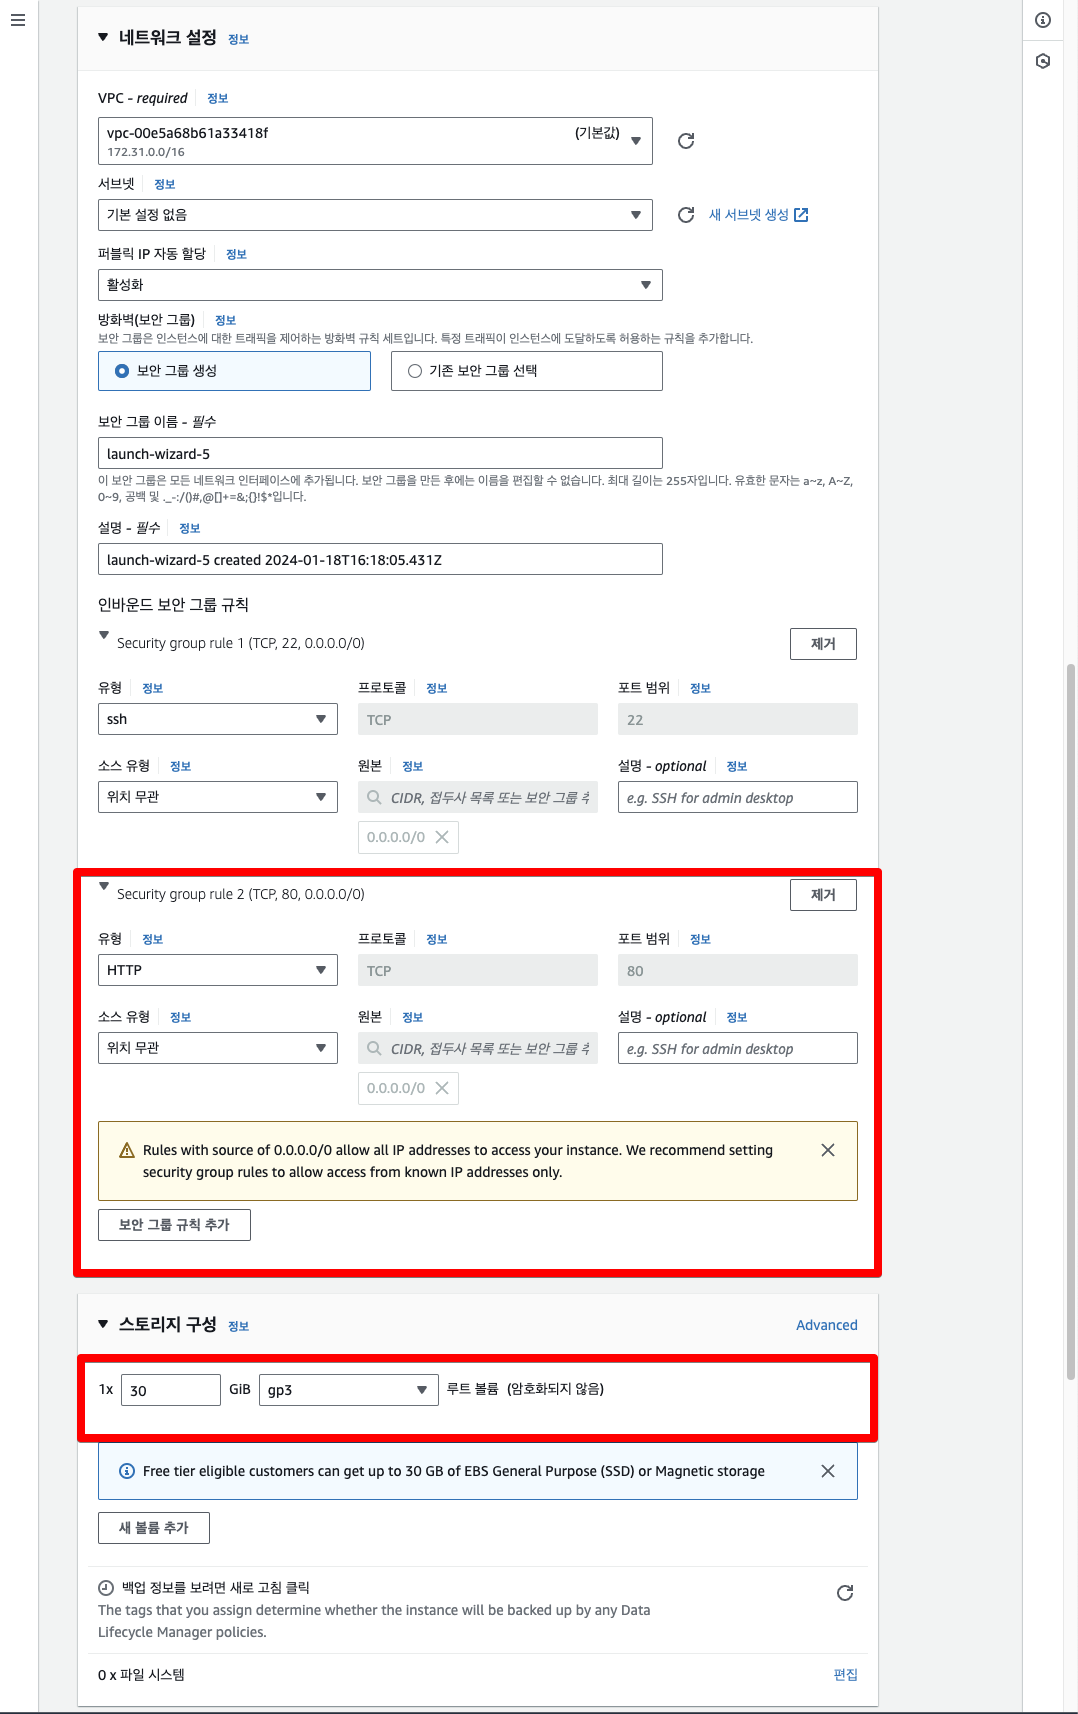 네트워크 설정 정보
VPC - required 정보
vpc-00e5a68b61a33418f (기본값)
172.31.0.0/16
서브넷 정보
기본 설정 없음
새 서브넷 생성
퍼블릭 IP 자동 할당 정보
활성화
방화벽(보안 그룹) 정보
보안 그룹은 인스턴스에 대한 트래픽을 제어하는 방화벽 규칙 세트입니다. 특정 트래픽이 인스턴스에 도달하도록 허용하는 규칙을 추가합니다.
보안 그룹 생성 기존 보안 그룹 선택
보안 그룹 이름 - 필수
launch-wizard-5
이 보안 그룹은 모든 네트워크 인터페이스에 추가됩니다. 보안 그룹을 만든 후에는 이름을 편집할 수 없습니다. 최대 길이는 255자입니다. 유효한 문자는 a~z, A~Z,
0~9, 공백 및 ._-:/()#,@[]+=&;{}!$*입니다.
설명 - 필수 정보
launch-wizard-5 created 2024-01-18T16:18:05.431Z
인바운드 보안 그룹 규칙
Security group rule 1 (TCP, 22, 0.0.0.0/0) 제거
유형 정보 프로토콜 정보 포트 범위 정보
ssh TCP 22
소스 유형 정보 원본 정보 설명 - optional 정보
위치 무관 CIDR, 접두사 목록 또는 보안 그룹 추 e.g. SSH for admin desktop
0.0.0.0/0
Security group rule 2 (TCP, 80, 0.0.0.0/0) 제거
유형 정보 프로토콜 정보 포트 범위 정보
HTTP TCP 80
소스 유형 정보 원본 정보 설명 - optional 정보
위치 무관 CIDR, 접두사 목록 또는 보안 그룹 추 e.g. SSH for admin desktop
0.0.0.0/0
Rules with source of 0.0.0.0/0 allow all IP addresses to access your instance. We recommend setting
security group rules to allow access from known IP addresses only.
보안 그룹 규칙 추가
스토리지 구성 정보 Advanced
1x 30 GiB gp3 루트 볼륨 (암호화되지 않음)
Free tier eligible customers can get up to 30 GB of EBS General Purpose (SSD) or Magnetic storage
새 볼륨 추가
백업 정보를 보려면 새로 고침 클릭
The tags that you assign determine whether the instance will be backed up by any Data
Lifecycle Manager policies.
0 x 파일 시스템 편집